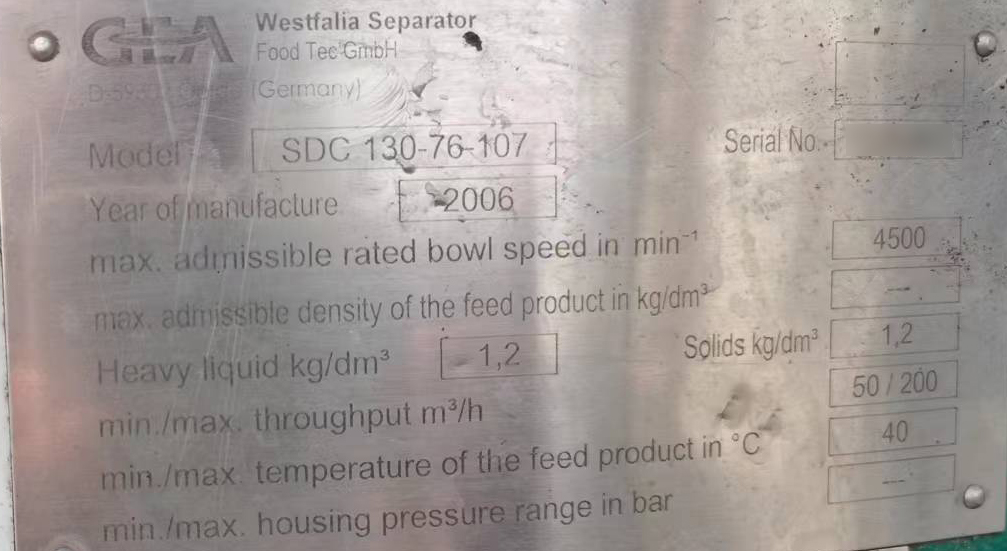 GEA
Westfalia Separator
Food Tec GmbH
(Germany)
Model SDC 130-76-107 Serial No.
Year of manufacture 2006
max. admissible rated bowl speed in min⁻¹ 4500
max. admissible density of the feed product in kg/dm³ ---
Heavy liquid kg/dm³ 1,2 Solids kg/dm³ 1,2
min./max. throughput m³/h 50 / 200
min./max. temperature of the feed product in °C 40
min./max. housing pressure range in bar ---